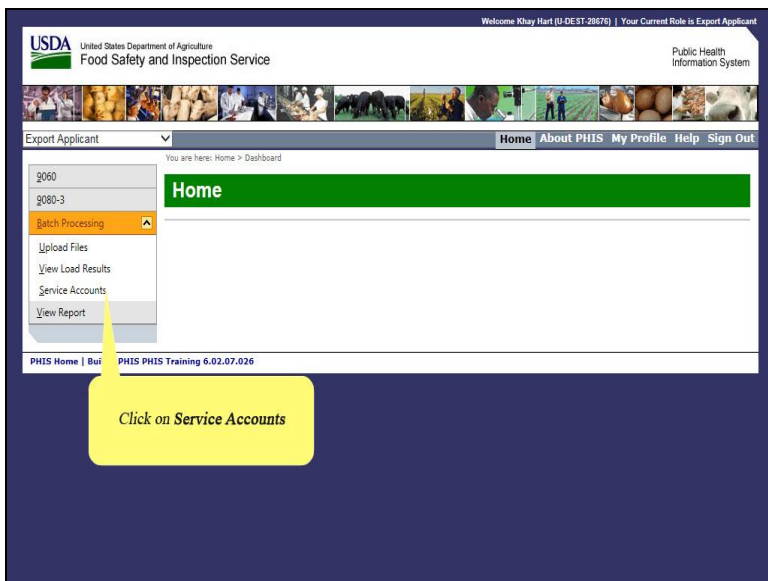 Welcome Khay Hart (U-DEST-28676) | Your Current Role is Export Applicant
USDA
United States Department of Agriculture
Food Safety and Inspection Service
Public Health
Information System
Export Applicant
Home About PHIS My Profile Help Sign Out
You are here: Home > Dashboard
9060
9080-3
Batch Processing
Upload Files
View Load Results
Service Accounts
View Report
Home
PHIS Home | PHIS PHIS Training 6.02.07.026
Click on Service Accounts